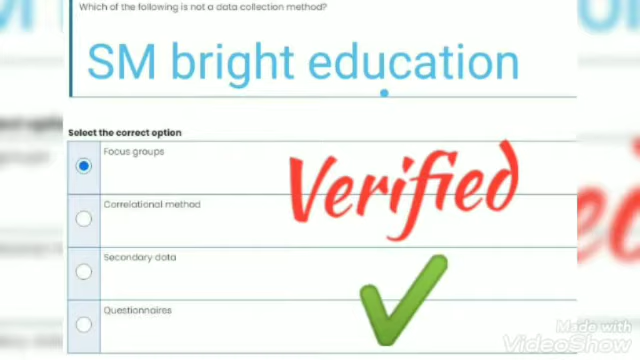 Which of the following is not a data collection method?
SM bright education
Select the correct option
Focus groups
Correlational method
Secondary data
Questionnaires
Verified
Made with
VideoShow